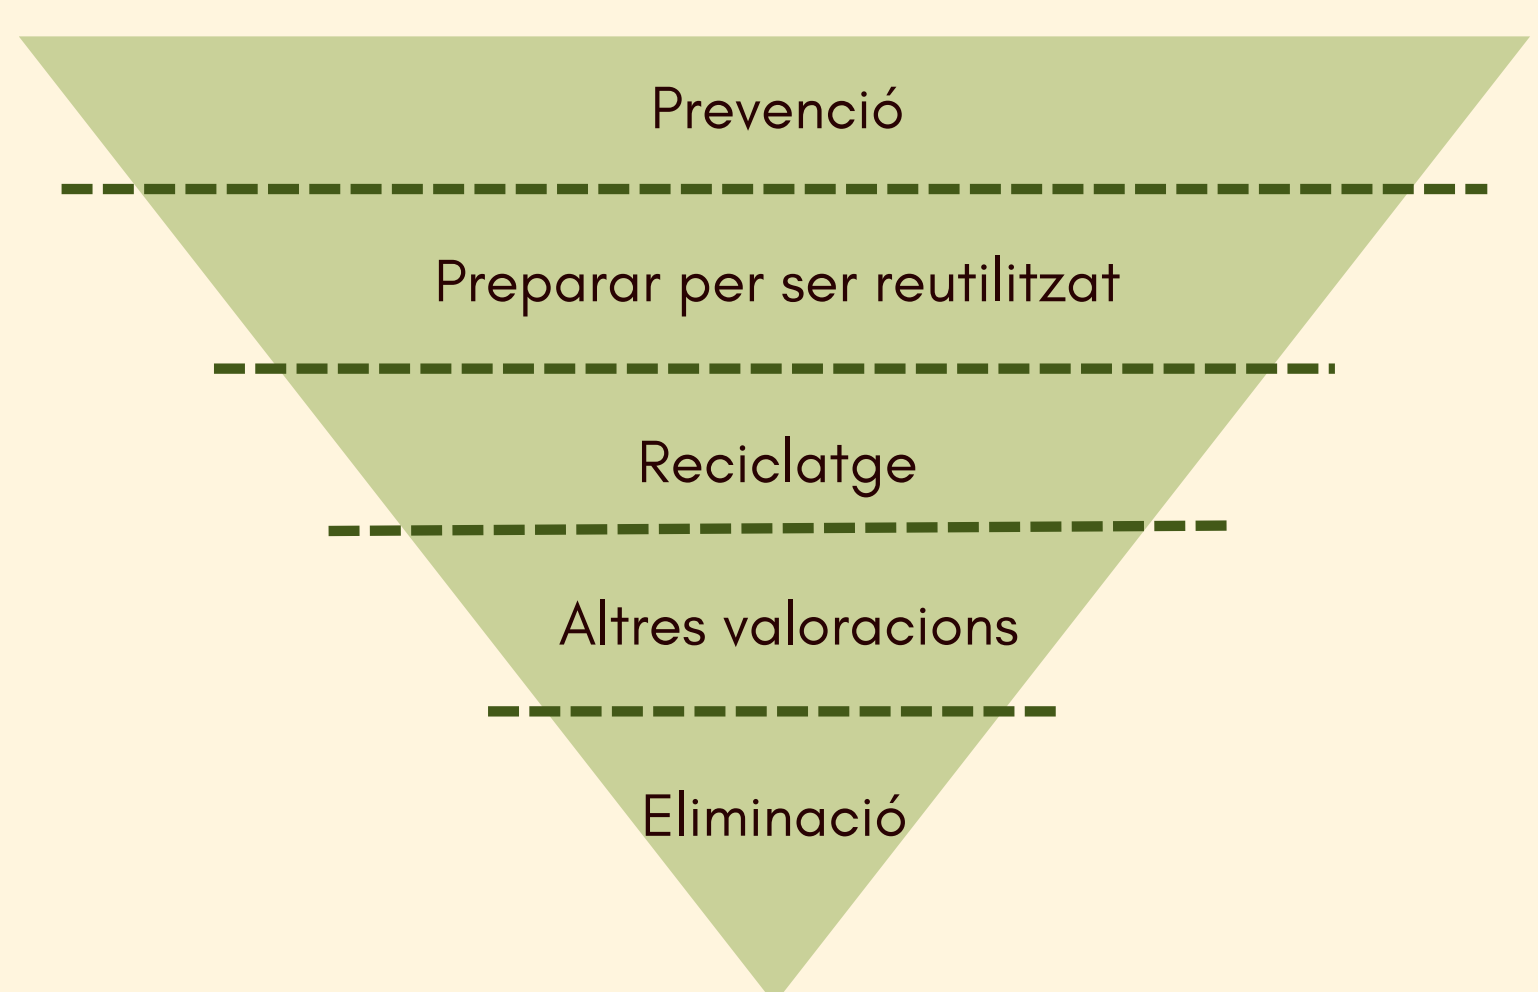 Prevenció
Preparar per ser reutilitzat
Reciclatge
Altres valoracions
Eliminació